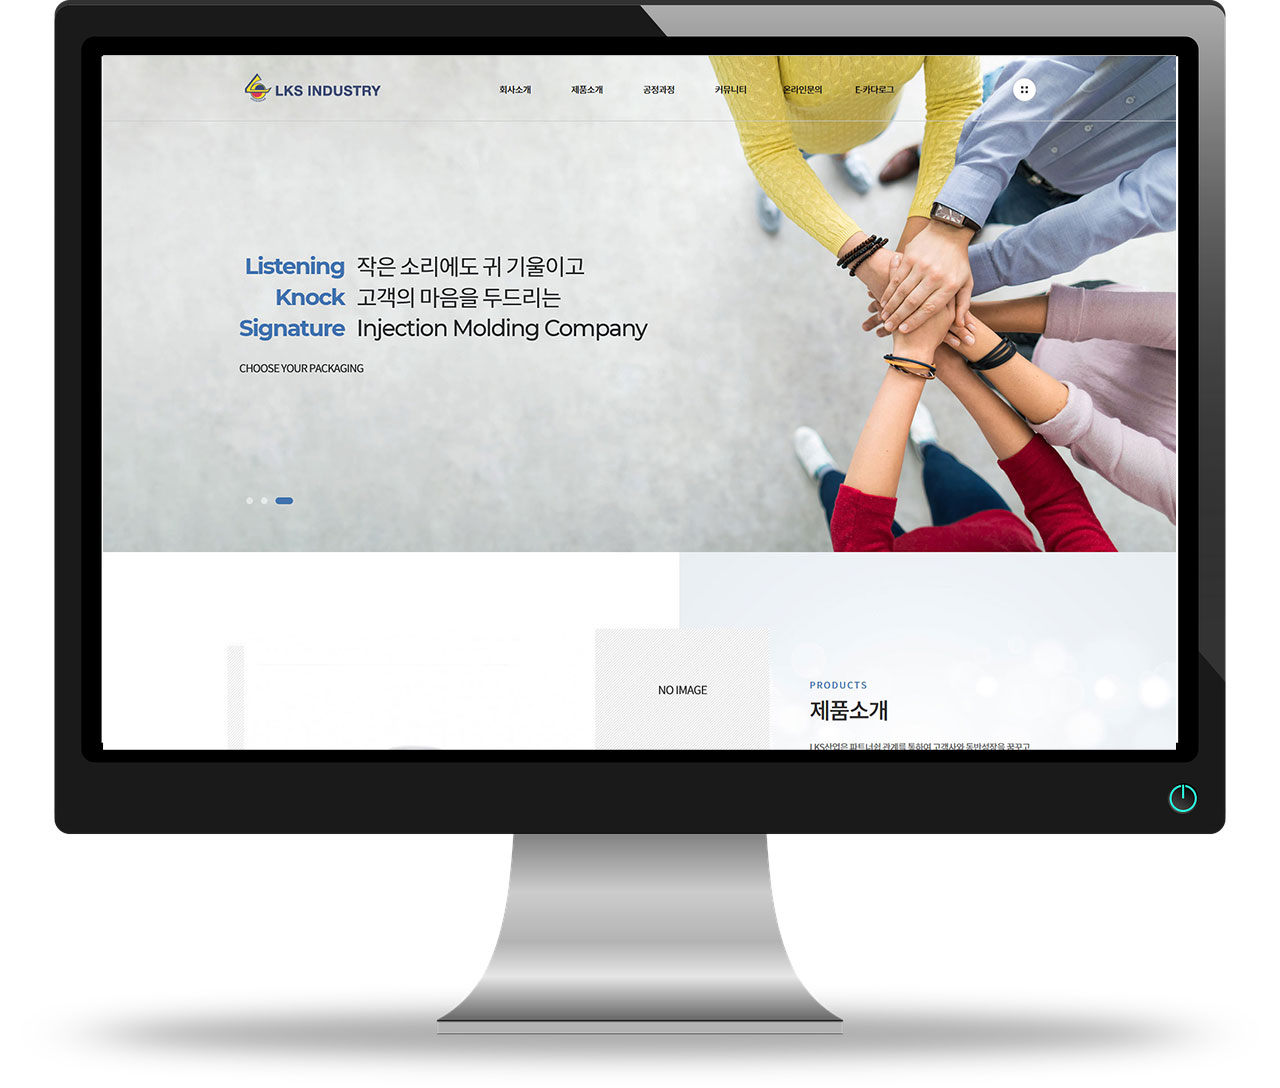 LKS INDUSTRY
회사소개 제품소개 공정과정 커뮤니티 온라인문의 E-카다로그
Listening 작은 소리에도 귀 기울이고
Knock 고객의 마음을 두드리는
Signature Injection Molding Company
CHOOSE YOUR PACKAGING
NO IMAGE
PRODUCTS
제품소개
LKS산업은 파트너쉽 관계를 통하여 고객사와 동반성장을 꿈꾸고